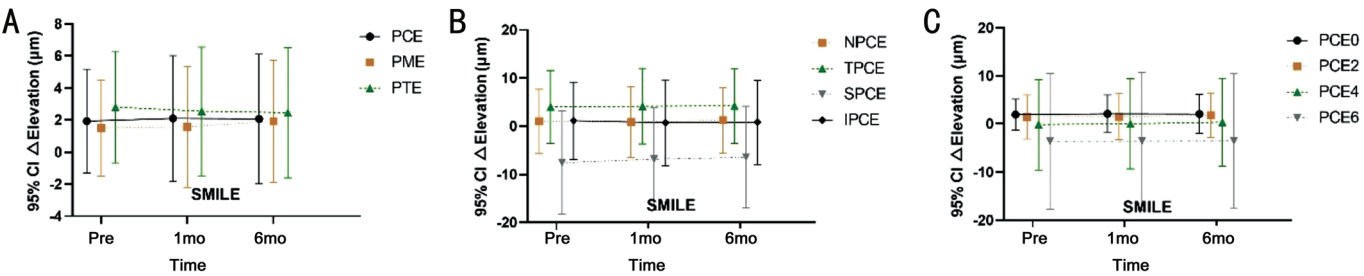 A
95% CI △Elevation (μm)
8
6
4
2
0
-2
-4
SMILE
Pre
1mo
6mo
Time
PCE
PME
PTE
B
95% CI △Elevation (μm)
20
10
0
-10
-20
SMILE
Pre
1mo
6mo
Time
NPCE
TPCE
SPCE
IPCE
C
95% CI △Elevation (μm)
20
10
0
-10
-20
SMILE
Pre
1mo
6mo
Time
PCE0
PCE2
PCE4
PCE6